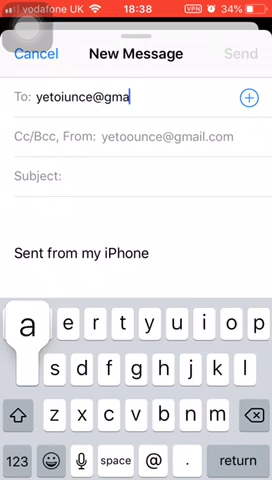 vodafone UK 18:38 VPN 34%
Cancel New Message Send
To: yetoiunce@gma
Cc/Bcc, From: yetoounce@gmail.com
Subject:
Sent from my iPhone
a e r t y u i o p
s d f g h j k l
z x c v b n m
123 space @ . return